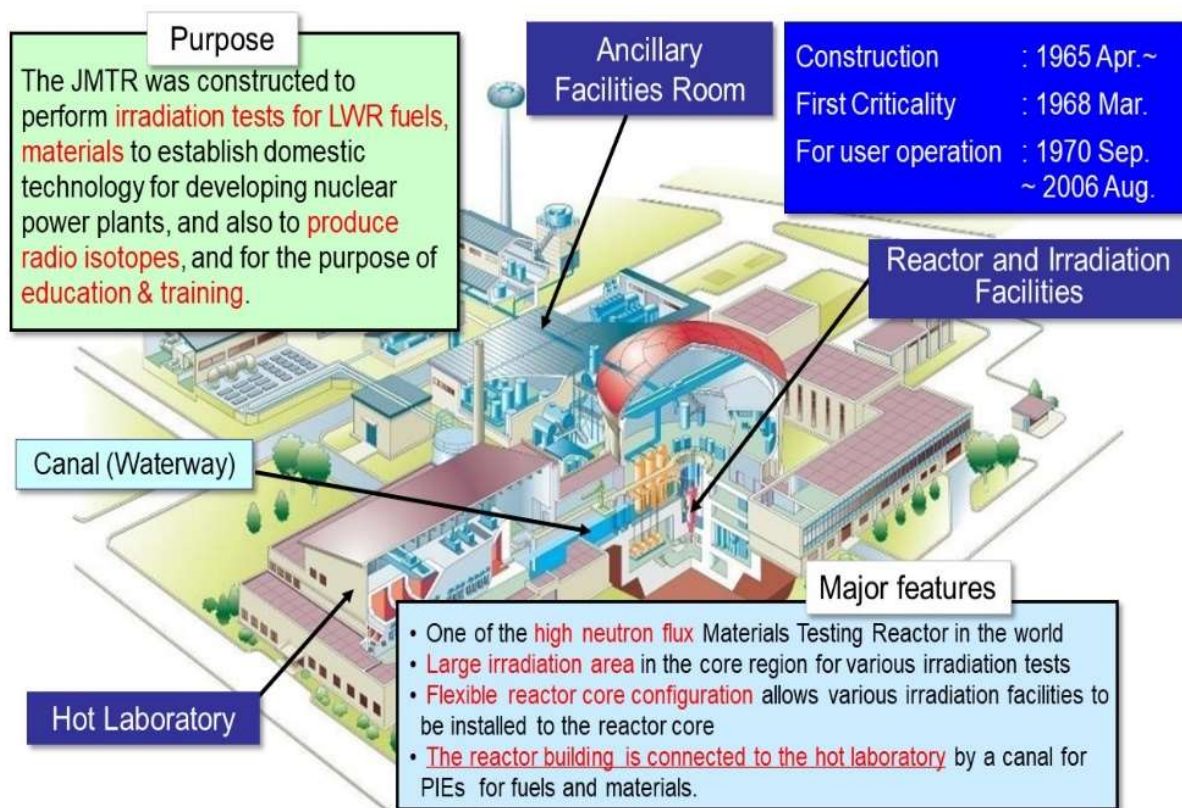 Purpose
The JMTR was constructed to
perform irradiation tests for LWR fuels,
materials to establish domestic
technology for developing nuclear
power plants, and also to produce
radio isotopes, and for the purpose of
education & training.
Ancillary
Facilities Room
Construction : 1965 Apr.~
First Criticality : 1968 Mar.
For user operation : 1970 Sep.
~ 2006 Aug.
Reactor and Irradiation
Facilities
Canal (Waterway)
Hot Laboratory
Major features
• One of the high neutron flux Materials Testing Reactor in the world
• Large irradiation area in the core region for various irradiation tests
• Flexible reactor core configuration allows various irradiation facilities to
be installed to the reactor core
• The reactor building is connected to the hot laboratory by a canal for
PIEs for fuels and materials.